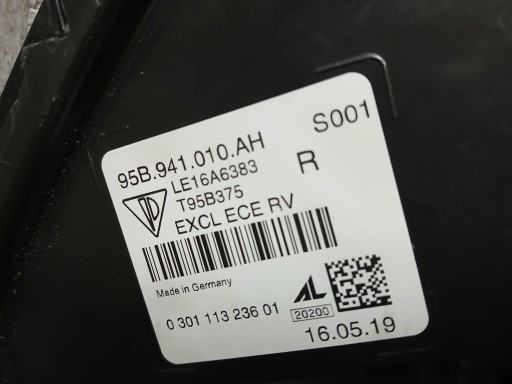 95B.941.010.AH
S001
LE16A6383
R
T95B375
EXCL ECE RV
Made in Germany
0 301 113 236 01
AL
20200
16.05.19